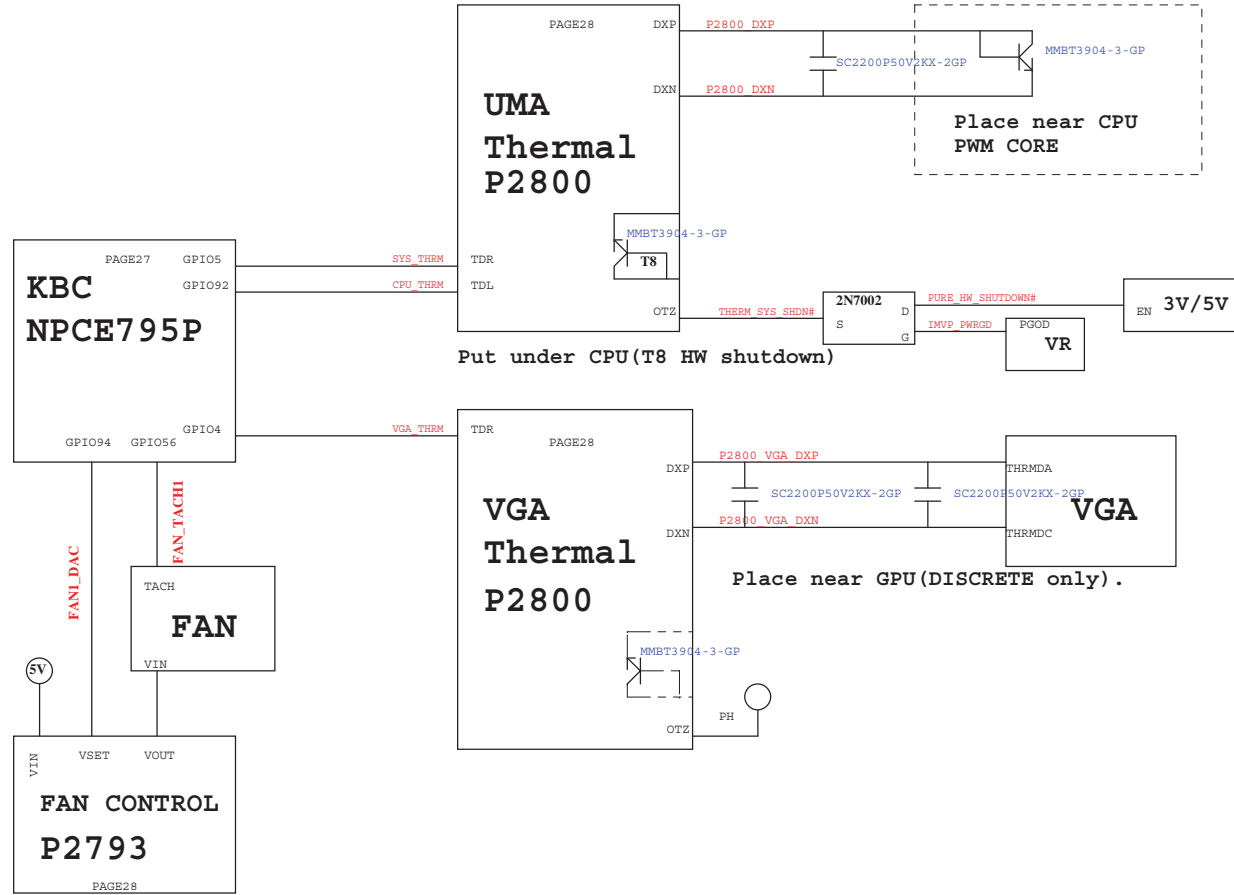 PAGE28
DXP
P2800_DXP
MMBT3904-3-GP
SC2200P50V2KX-2GP
DXN
P2800_DXN
UMA
Thermal
P2800
Place near CPU
PWM CORE
MMBT3904-3-GP
T8
PAGE27
GPIO5
SYS_THRM
TDR
KBC
NPCE795P
GPIO92
CPU_THRM
TDL
OTZ
THERM_SYS_SHDN#
2N7002
S
D
G
PURE_HW_SHUTDOWN#
IMVP_PWRGD
PGOD
VR
EN
3V/5V
Put under CPU(T8 HW shutdown)
GPIO4
VGA_THRM
TDR
GPIO94
GPIO56
PAGE28
DXP
P2800_VGA_DXP
THRMDA
SC2200P50V2KX-2GP
SC2200P50V2KX-2GP
VGA
DXN
P2800_VGA_DXN
THRMDC
VGA
Thermal
P2800
Place near GPU(DISCRETE only).
FAN1_DAC
FAN_TACH1
TACH
FAN
VIN
MMBT3904-3-GP
OTZ
PH
5V
VIN
VSET
VOUT
FAN CONTROL
P2793
PAGE28